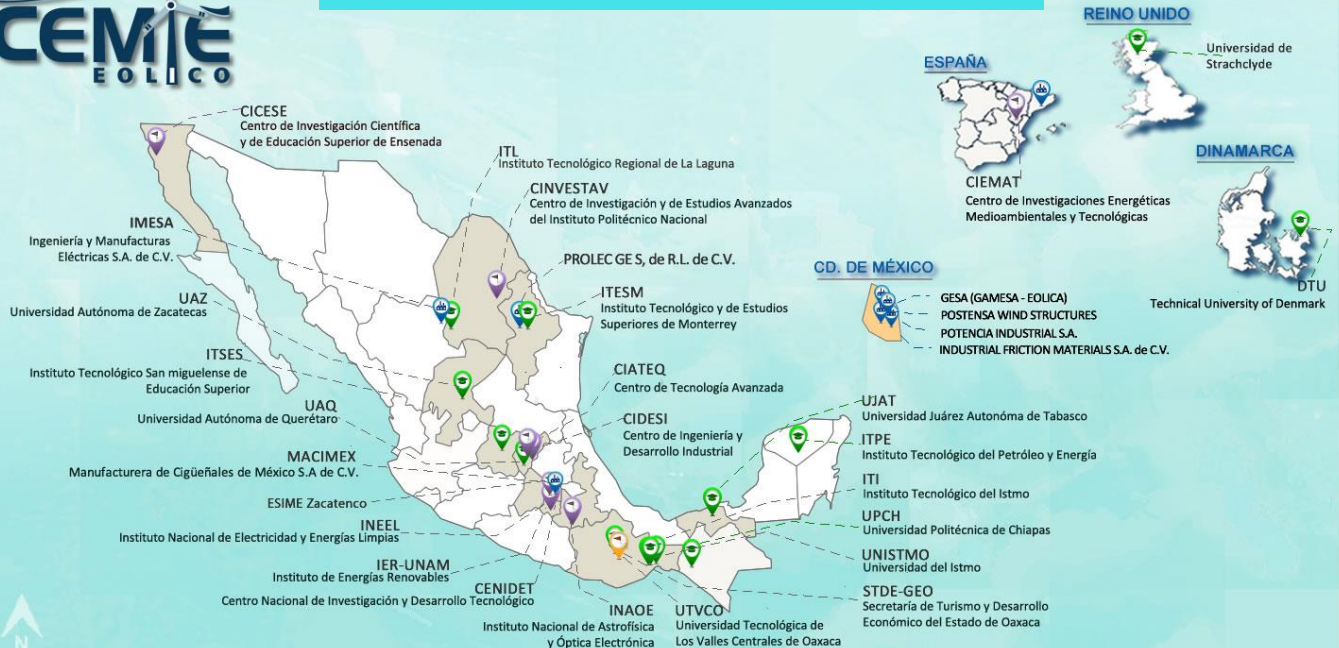 CEMIE
EOLICO
REINO UNIDO
Universidad de
Strachclyde
ESPAÑA
CICESE
Centro de Investigación Científica
y de Educación Superior de Ensenada
ITL
Instituto Tecnológico Regional de La Laguna
DINAMARCA
CINVESTAV
Centro de Investigación y de Estudios Avanzados
del Instituto Politécnico Nacional
CIEMAT
Centro de Investigaciones Energéticas
Medioambientales y Tecnológicas
IMESA
Ingeniería y Manufacturas
Eléctricas S.A. de C.V.
PROLEC GE S, de R.L. de C.V.
CD. DE MÉXICO
DTU
Technical University of Denmark
UAZ
Universidad Autónoma de Zacatecas
ITESM
Instituto Tecnológico y de Estudios
Superiores de Monterrey
GESA (GAMESA - EOLICA)
POSTENSA WIND STRUCTURES
POTENCIA INDUSTRIAL S.A.
INDUSTRIAL FRICTION MATERIALS S.A. de C.V.
ITSES
Instituto Tecnológico San miguelense de
Educación Superior
CIATEQ
Centro de Tecnología Avanzada
UAQ
Universidad Autónoma de Querétaro
CIDESI
Centro de Ingeniería y
Desarrollo Industrial
UJAT
Universidad Juárez Autonóma de Tabasco
MACIMEX
Manufacturera de Cigüeñales de México S.A de C.V.
ITPE
Instituto Tecnológico del Petróleo y Energía
ITI
Instituto Tecnológico del Istmo
ESIME Zacatenco
UPCH
Universidad Politécnica de Chiapas
INEEL
Instituto Nacional de Electricidad y Energías Limpias
UNISTMO
Universidad del Istmo
IER-UNAM
Instituto de Energías Renovables
CENIDET
Centro Nacional de Investigación y Desarrollo Tecnológico
STDE-GEO
Secretaría de Turismo y Desarrollo
Económico del Estado de Oaxaca
INAOE
Instituto Nacional de Astrofísica
y Óptica Electrónica
UTVCO
Universidad Tecnológica de
Los Valles Centrales de Oaxaca
N